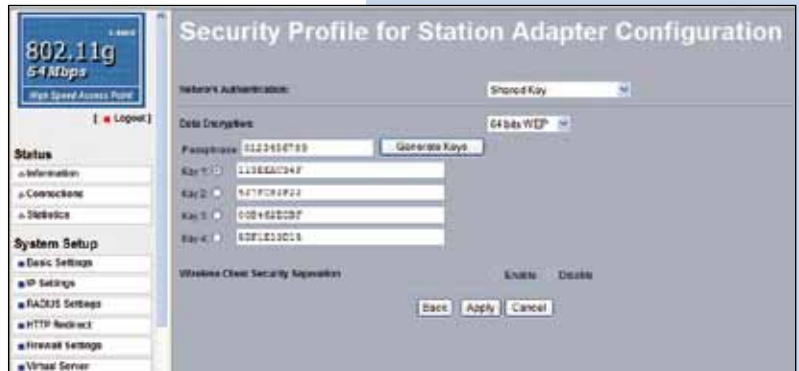 802.11g
54Mbps
High Speed Access Point
[ Logout ]
Status
Information
Connections
Statistics
System Setup
Basic Settings
IP Settings
RADIUS Settings
HTTP Redirect
Firewall Settings
Virtual Server
Security Profile for Station Adapter Configuration
Network Authentication:
Shared Key
Data Encryption:
64 bits WEP
Passphrase:
Generate Keys
Key 1:
Key 2:
Key 3:
Key 4:
Wireless Client Security Separation
Enable Disable
Back Apply Cancel